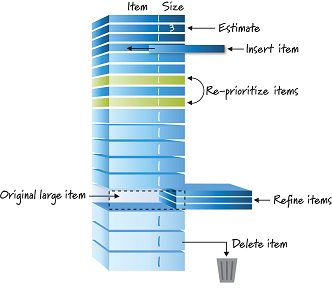 Item Size
3
Estimate
Insert item
Re-prioritize items
Original large item
Refine items
Delete item